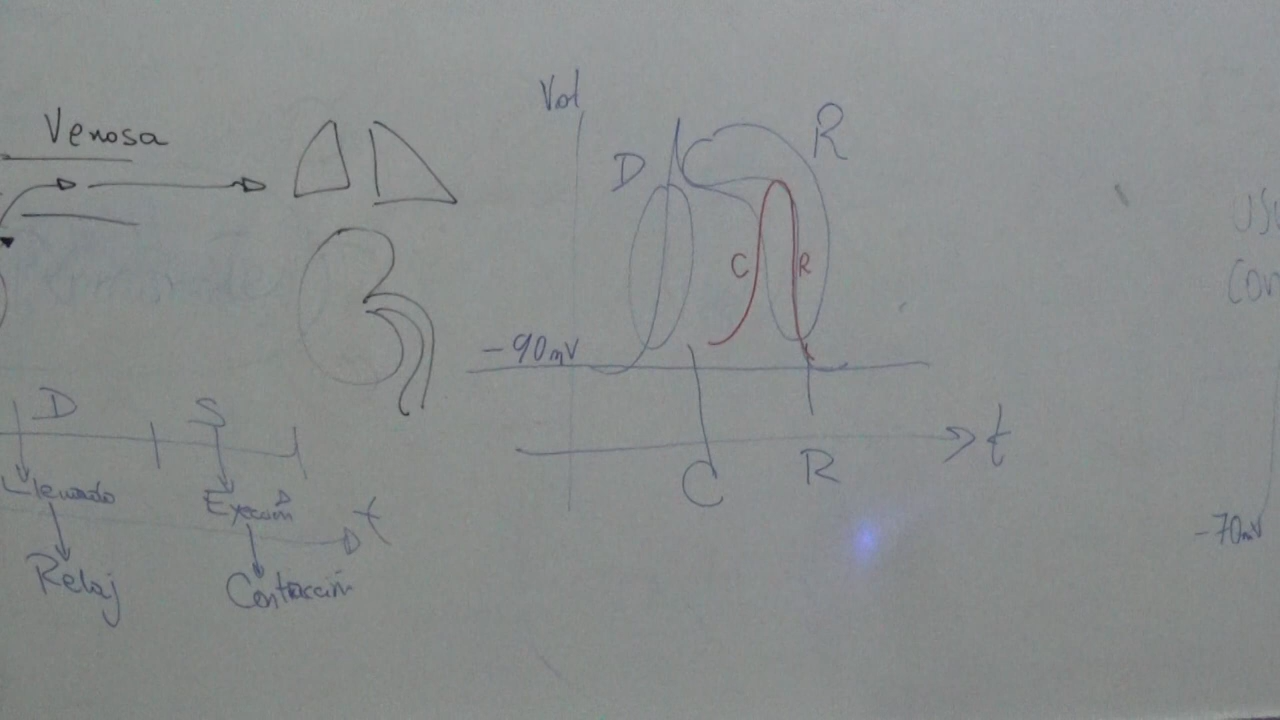 Venosa
D
S
Llenado
Eyección
t
Relaj
Contracción
Vol
D
R
C
R
-90mV
t
C
R
-70mV